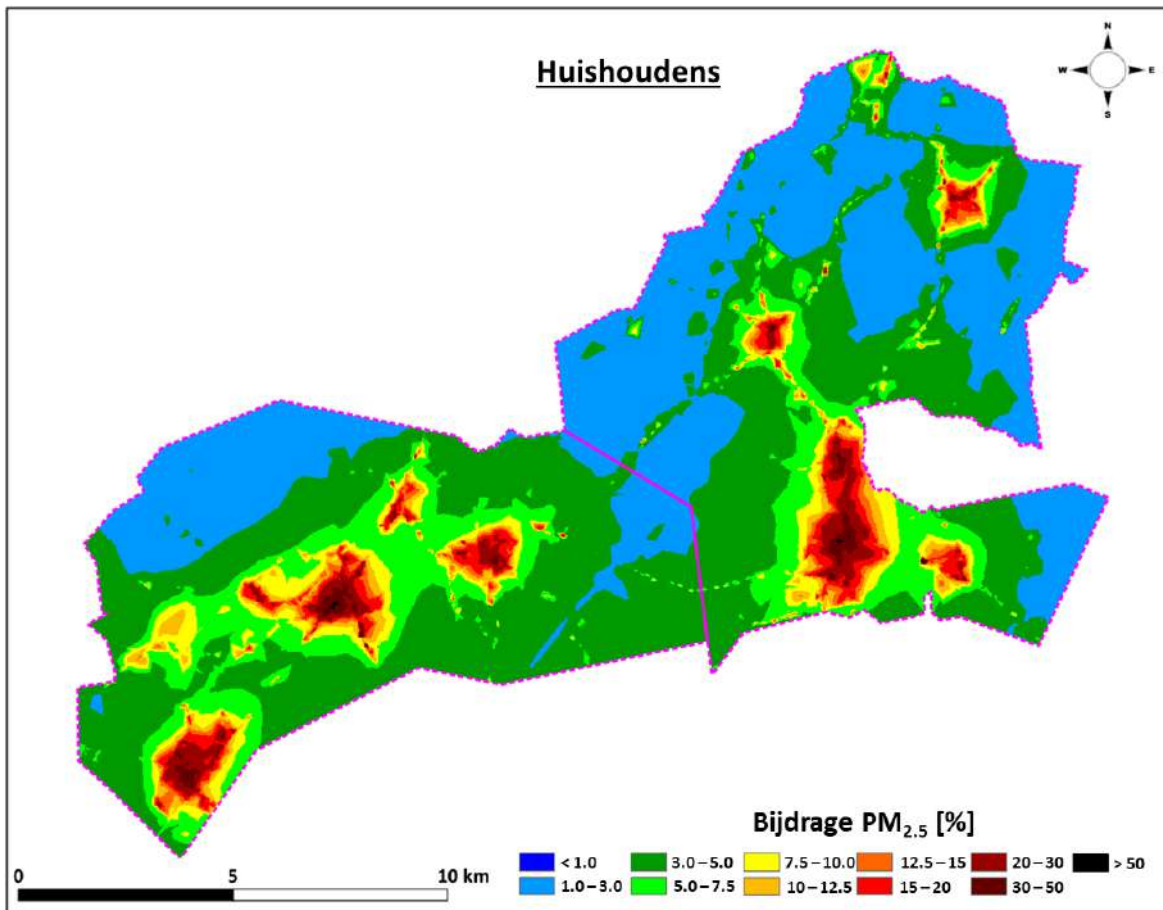 Huishoudens
N
W E
S
Bijdrage PM2.5 [%]
< 1.0 3.0 – 5.0 7.5 – 10.0 12.5 – 15 20 – 30 > 50
1.0 – 3.0 5.0 – 7.5 10 – 12.5 15 – 20 30 – 50
0 5 10 km